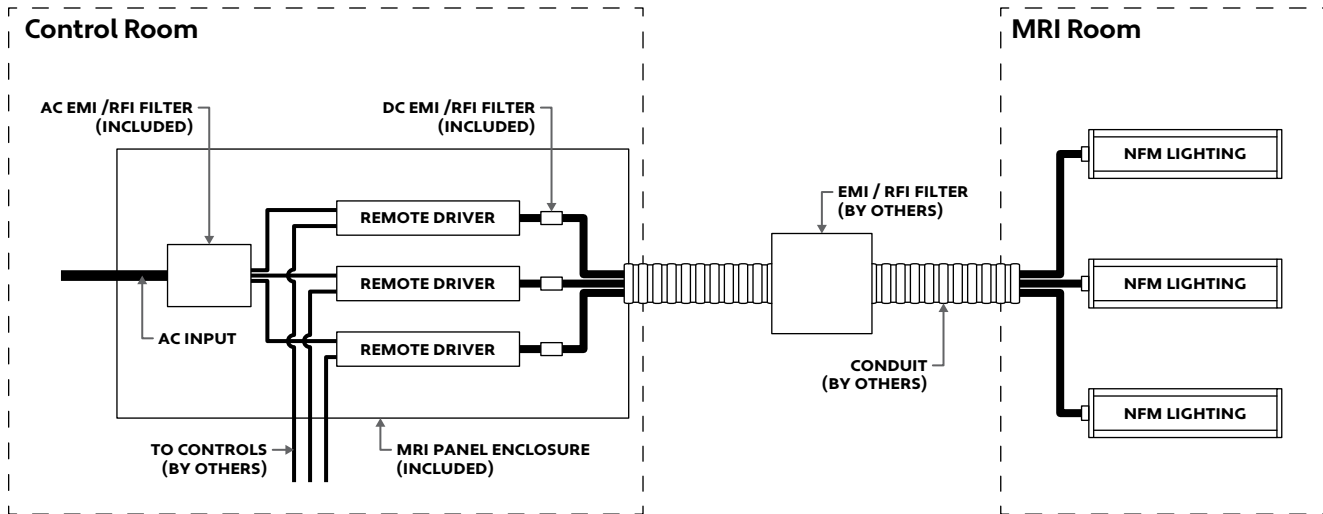 Control Room
MRI Room
AC EMI /RFI FILTER
(INCLUDED)
DC EMI /RFI FILTER
(INCLUDED)
NFM LIGHTING
EMI / RFI FILTER
(BY OTHERS)
REMOTE DRIVER
REMOTE DRIVER
NFM LIGHTING
AC INPUT
REMOTE DRIVER
CONDUIT
(BY OTHERS)
NFM LIGHTING
TO CONTROLS
(BY OTHERS)
MRI PANEL ENCLOSURE
(INCLUDED)